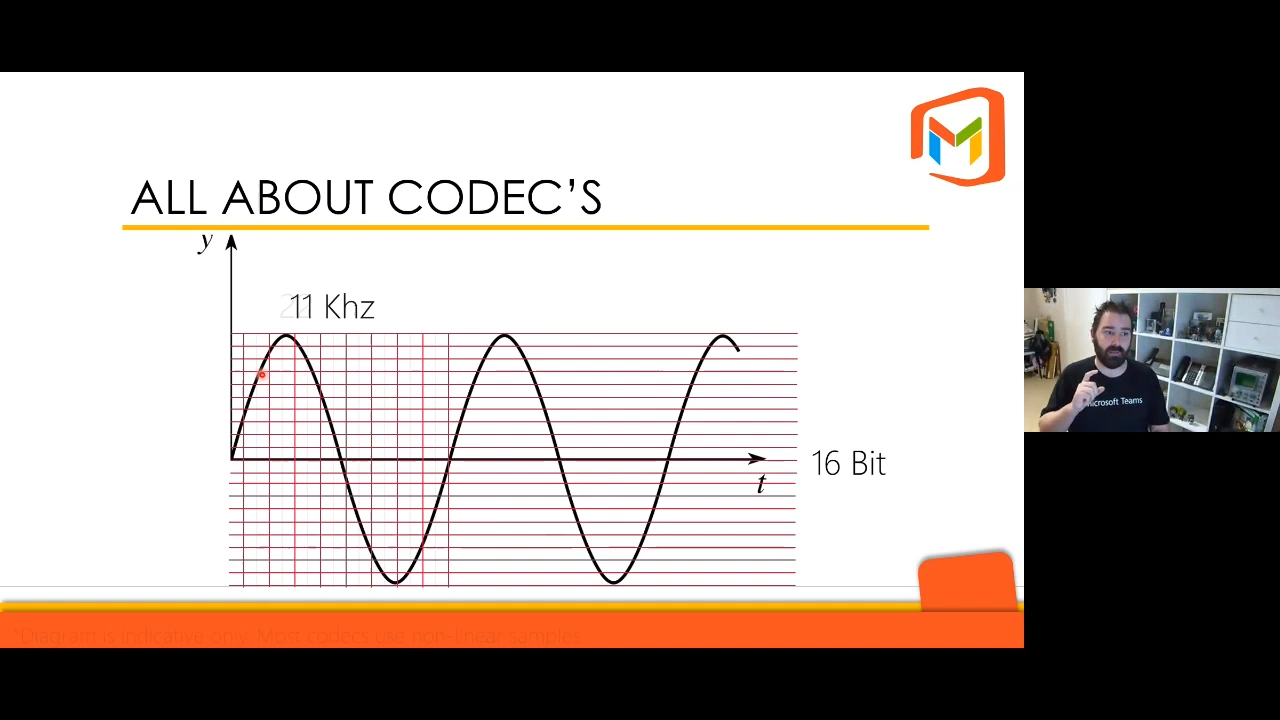 ALL ABOUT CODEC’S
y
11 Khz
16 Bit
t
*Diagram is indicative only. Most codecs use non-linear samples
Microsoft Teams